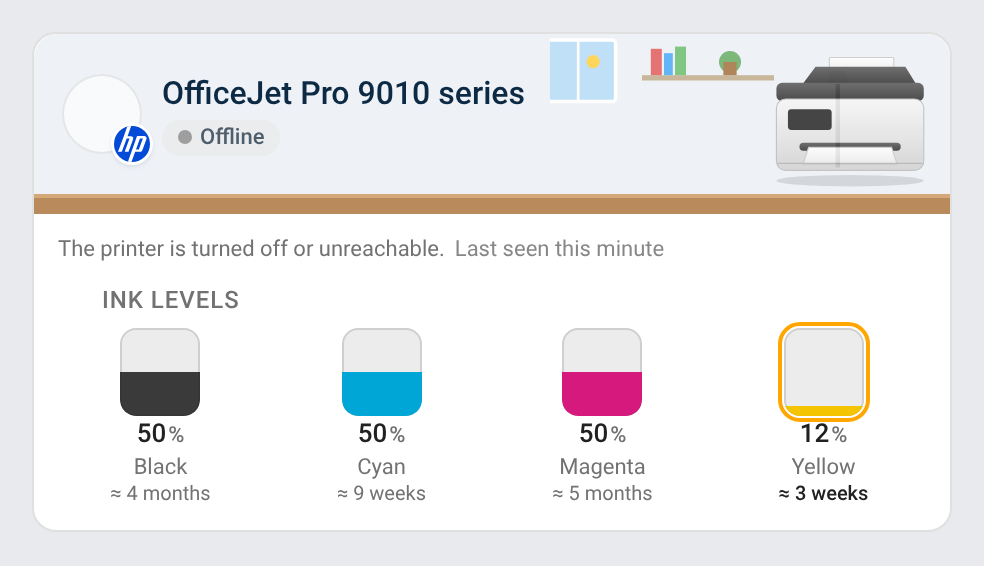 OfficeJet Pro 9010 series
hp
Offline
The printer is turned off or unreachable. Last seen this minute
INK LEVELS
50% 50% 50% 12%
Black Cyan Magenta Yellow
≈ 4 months ≈ 9 weeks ≈ 5 months ≈ 3 weeks